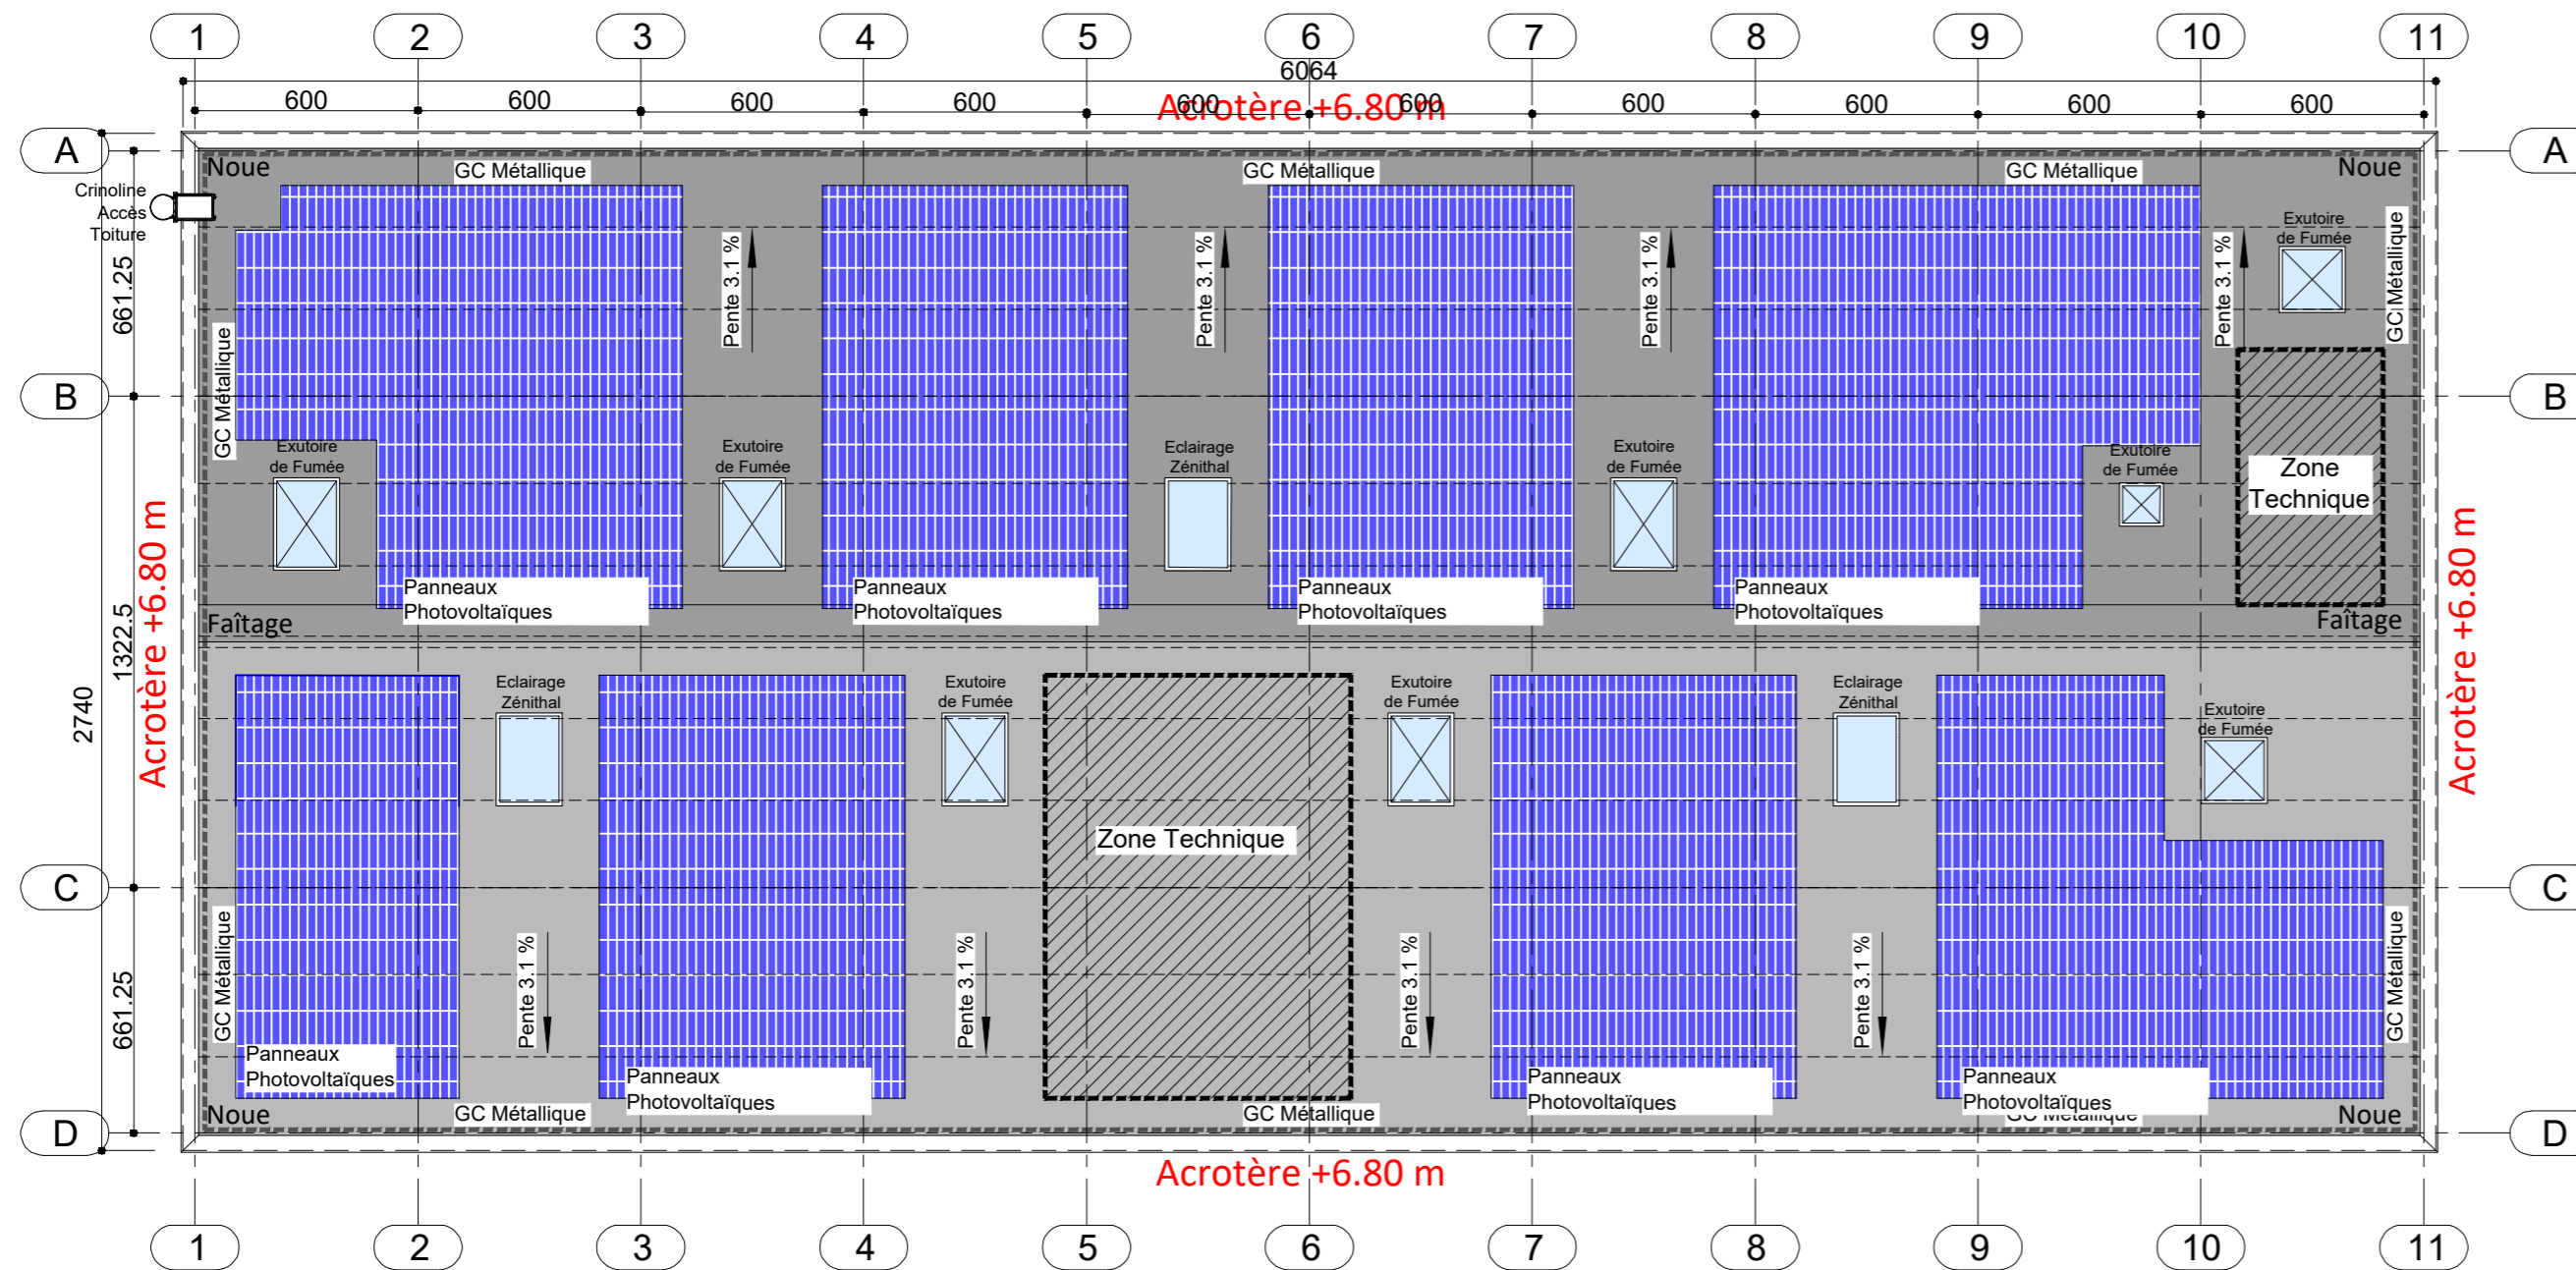 1 2 3 4 5 6 7 8 9 10 11
6064
600 600 600 600 600 600 600 600 600 600
Acrotère +6.80 m
A
A
Noue
GC Métallique
GC Métallique
GC Métallique
Noue
Crinoline
Accès
Toiture
661.25
GC Métallique
Pente 3.1 %
Pente 3.1 %
Pente 3.1 %
Pente 3.1 %
Exutoire
de Fumée
GC Métallique
B
B
Exutoire
de Fumée
Exutoire
de Fumée
Eclairage
Zénithal
Exutoire
de Fumée
Exutoire
de Fumée
Zone
Technique
Panneaux
Photovoltaïques
Panneaux
Photovoltaïques
Panneaux
Photovoltaïques
Panneaux
Photovoltaïques
Faîtage
Faîtage
Acrotère +6.80 m
Acrotère +6.80 m
1322.5
2740
Eclairage
Zénithal
Exutoire
de Fumée
Exutoire
de Fumée
Eclairage
Zénithal
Exutoire
de Fumée
Zone Technique
C
C
GC Métallique
Pente 3.1 %
Pente 3.1 %
Pente 3.1 %
Pente 3.1 %
GC Métallique
661.25
Panneaux
Photovoltaïques
Panneaux
Photovoltaïques
Panneaux
Photovoltaïques
Panneaux
Photovoltaïques
Noue
GC Métallique
GC Métallique
GC Métallique
Noue
D
D
Acrotère +6.80 m
1 2 3 4 5 6 7 8 9 10 11